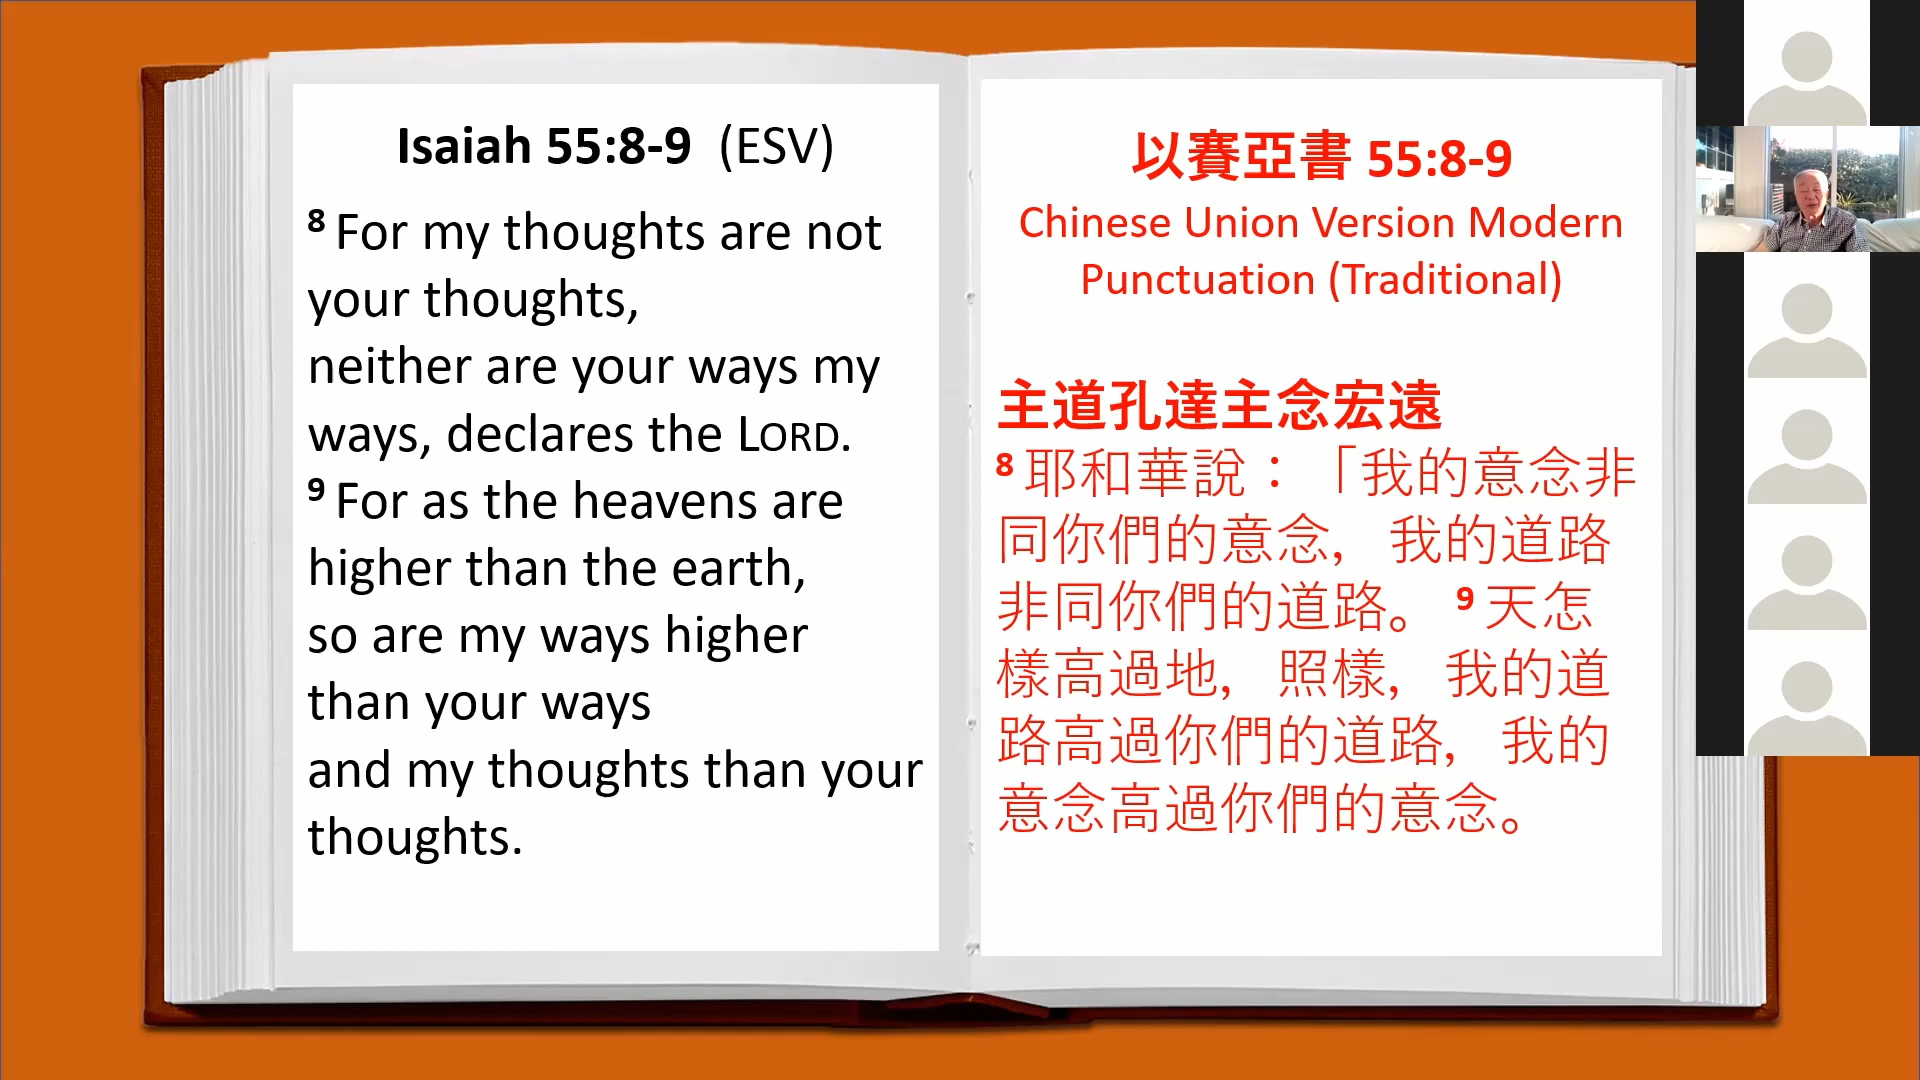 Isaiah 55:8-9 (ESV)
8 For my thoughts are not
your thoughts,
neither are your ways my
ways, declares the LORD.
9 For as the heavens are
higher than the earth,
so are my ways higher
than your ways
and my thoughts than your
thoughts.
以賽亞書 55:8-9
Chinese Union Version Modern
Punctuation (Traditional)
主道孔達主念宏遠
8 耶和華說：「我的意念非
同你們的意念，我的道路
非同你們的道路。 9 天怎
樣高過地，照樣，我的道
路高過你們的道路，我的
意念高過你們的意念。